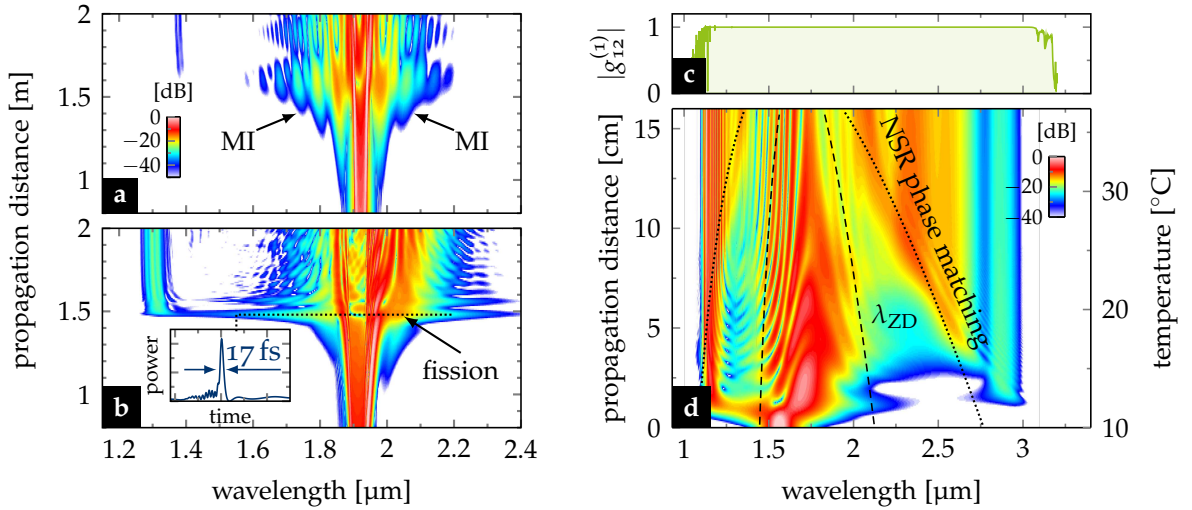 2
1.5
1
propagation distance [m]
[dB]
0
−20
−40
MI
MI
a
2
1.5
1
fission
17 fs
power
time
b
1.2
1.4
1.6
1.8
2.0
2.2
2.4
wavelength [µm]
|g₁₂⁽¹⁾|
1
0
c
15
10
5
0
propagation distance [cm]
NSR phase matching
[dB]
0
−20
−40
λZD
d
30
20
10
temperature [°C]
1
1.5
2
2.5
3
wavelength [µm]